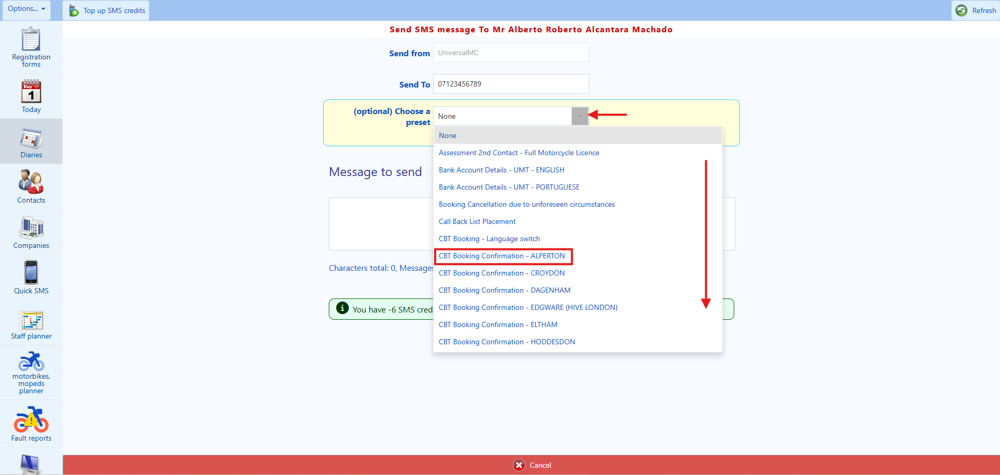 Options...
Top up SMS credits
Refresh
Send SMS message To Mr Alberto Roberto Alcantara Machado
Registration
forms
Day
1
Today
Diaries
Contacts
Companies
Quick SMS
Staff planner
motorbikes,
mopeds
planner
Fault reports
Send from
UniversalMC
Send To
07123456789
(optional) Choose a
preset
None
None
Assessment 2nd Contact - Full Motorcycle Licence
Bank Account Details - UMT - ENGLISH
Bank Account Details - UMT - PORTUGUESE
Booking Cancellation due to unforeseen circumstances
Call Back List Placement
CBT Booking - Language switch
CBT Booking Confirmation - ALPERTON
CBT Booking Confirmation - CROYDON
CBT Booking Confirmation - DAGENHAM
CBT Booking Confirmation - EDGWARE (HIVE LONDON)
CBT Booking Confirmation - ELTHAM
CBT Booking Confirmation - HODDESDON
Message to send
Characters total: 0, Messages
You have -6 SMS cred
Cancel